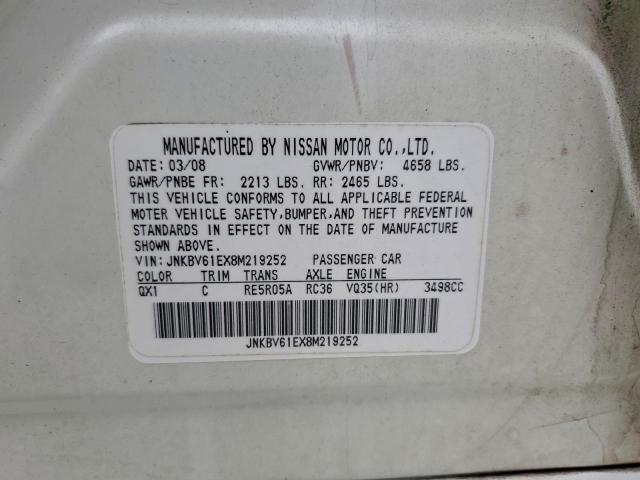 MANUFACTURED BY NISSAN MOTOR CO.,LTD.
DATE: 03/08 GVWR/PNBV: 4658 LBS.
GAWR/PNBE FR: 2213 LBS. RR: 2465 LBS.
THIS VEHICLE CONFORMS TO ALL APPLICABLE FEDERAL
MOTER VEHICLE SAFETY,BUMPER,AND THEFT PREVENTION
STANDARDS IN EFFECT ON THE DATE OF MANUFACTURE
SHOWN ABOVE.
VIN: JNKBV61EX8M219252 PASSENGER CAR
COLOR TRIM TRANS AXLE ENGINE
QX1 C RE5R05A RC36 VQ35(HR) 3498CC
JNKBV61EX8M219252